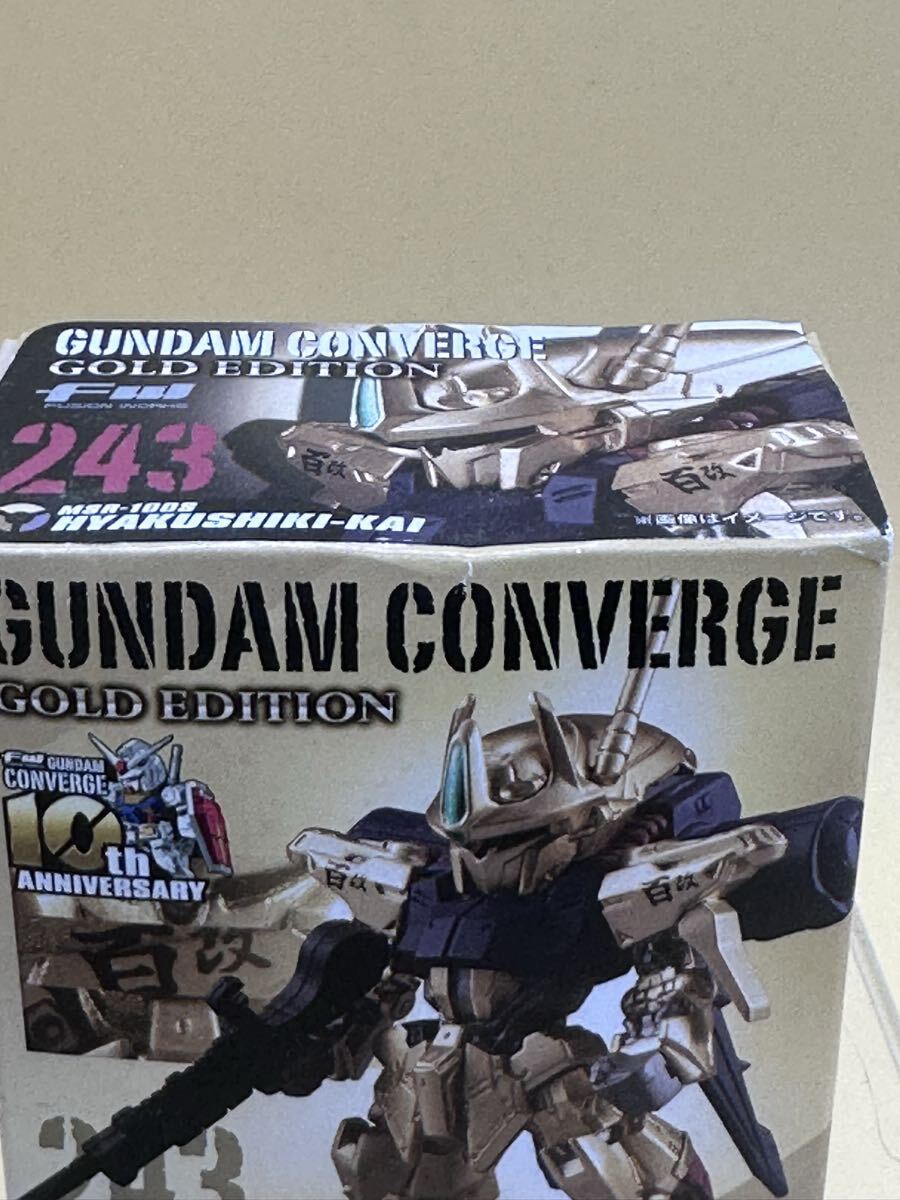 GUNDAM CONVERGE
GOLD EDITION
FW
FUSION WORKS
243
百改
百改
MSR-100S
HYAKUSHIKI-KAI
※画像はイメージです。
GUNDAM CONVERGE
GOLD EDITION
FW GUNDAM
CONVERGE
10th
ANNIVERSARY
百改
百改
百改
243